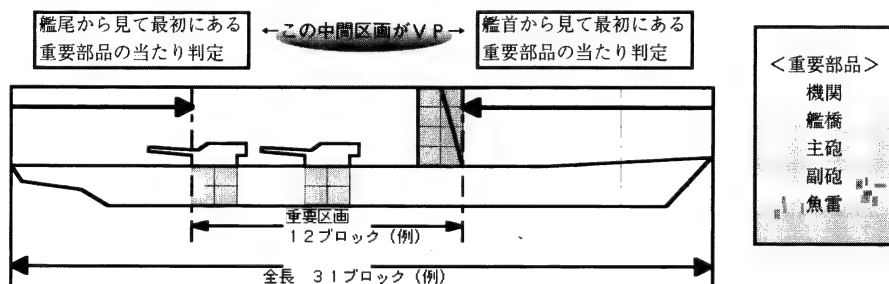 艦尾から見て最初にある
重要部品の当たり判定
←この中間区画がＶＰ→
艦首から見て最初にある
重要部品の当たり判定
＜重要部品＞
機関
艦橋
主砲
副砲
魚雷
重要区画
１２ブロック（例）
全長　３１ブロック（例）